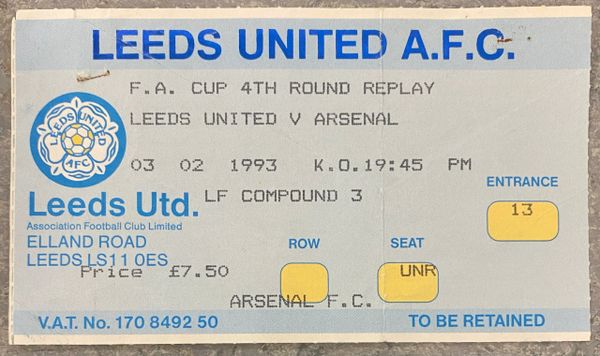 LEEDS UNITED A.F.C.
F.A. CUP 4TH ROUND REPLAY
LEEDS UNITED V ARSENAL
LEEDS UNITED
AFC
03 02 1993 K.O.19:45 PM
LF COMPOUND 3
ENTRANCE
13
Leeds Utd.
Association Football Club Limited
ELLAND ROAD
LEEDS LS11 0ES
Price £7.50
ROW
SEAT
UNR
ARSENAL F.C.
V.A.T. No. 170 8492 50
TO BE RETAINED